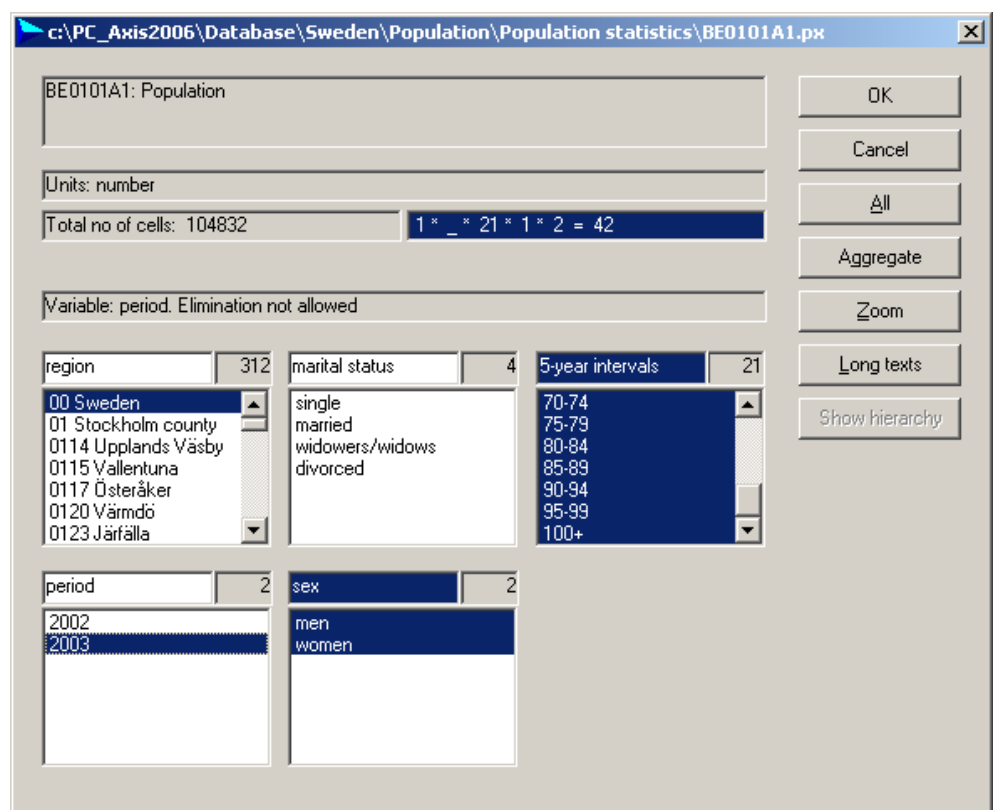 c:\PC_Axis2006\Database\Sweden\Population\Population statistics\BE0101A1.px
BE0101A1: Population
OK
Cancel
Units: number
All
Total no of cells: 104832
1 * _ * 21 * 1 * 2 = 42
Aggregate
Variable: period. Elimination not allowed
Zoom
region 312
marital status 4
5-year intervals 21
Long texts
00 Sweden
01 Stockholm county
0114 Upplands Väsby
0115 Vallentuna
0117 Österåker
0120 Värmdö
0123 Järfälla
single
married
widowers/widows
divorced
70-74
75-79
80-84
85-89
90-94
95-99
100+
Show hierarchy
period 2
sex 2
2002
2003
men
women